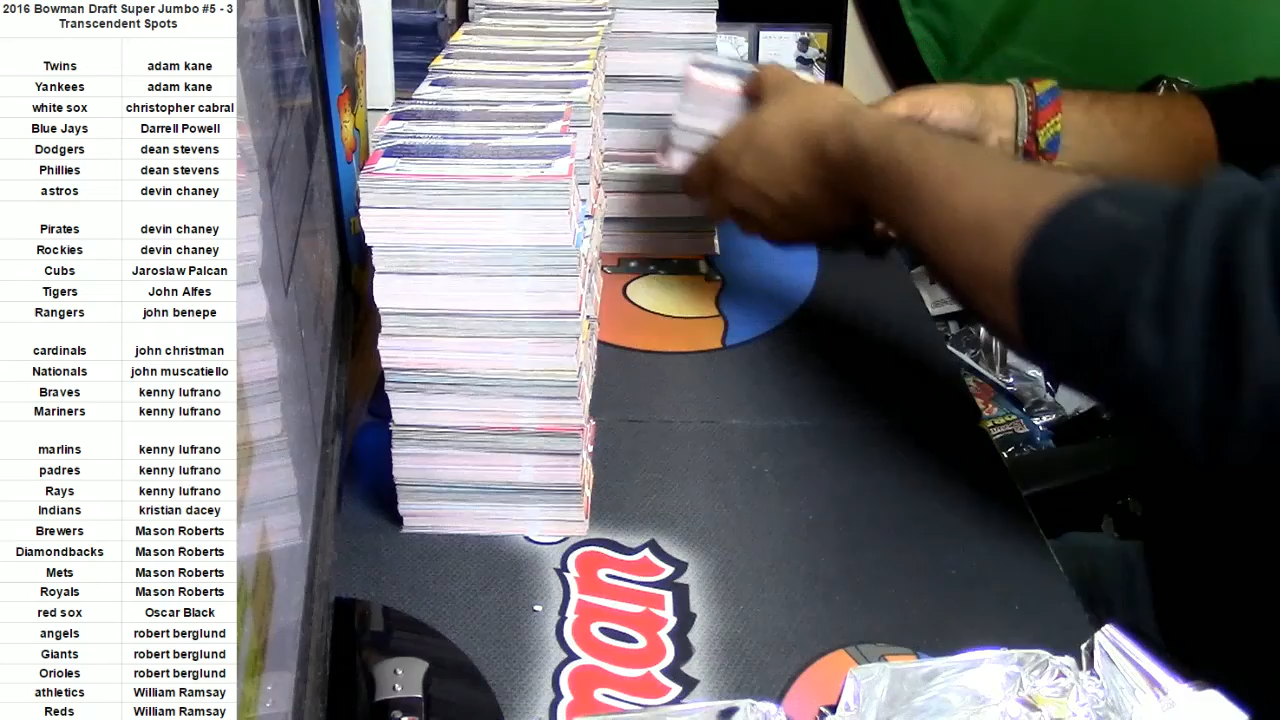 2016 Bowman Draft Super Jumbo #5 - 3
Transcendent Spots
Twins adam kane
Yankees adam kane
white sox christopher cabral
Blue Jays Darrell Powell
Dodgers dean stevens
Phillies dean stevens
astros devin chaney
Pirates devin chaney
Rockies devin chaney
Cubs Jaroslaw Palcan
Tigers John Alfes
Rangers john benepe
cardinals john christman
Nationals john muscatiello
Braves kenny lufrano
Mariners kenny lufrano
marlins kenny lufrano
padres kenny lufrano
Rays kenny lufrano
Indians kristian dacey
Brewers Mason Roberts
Diamondbacks Mason Roberts
Mets Mason Roberts
Royals Mason Roberts
red sox Oscar Black
angels robert berglund
Giants robert berglund
Orioles robert berglund
athletics William Ramsay
Reds William Ramsay